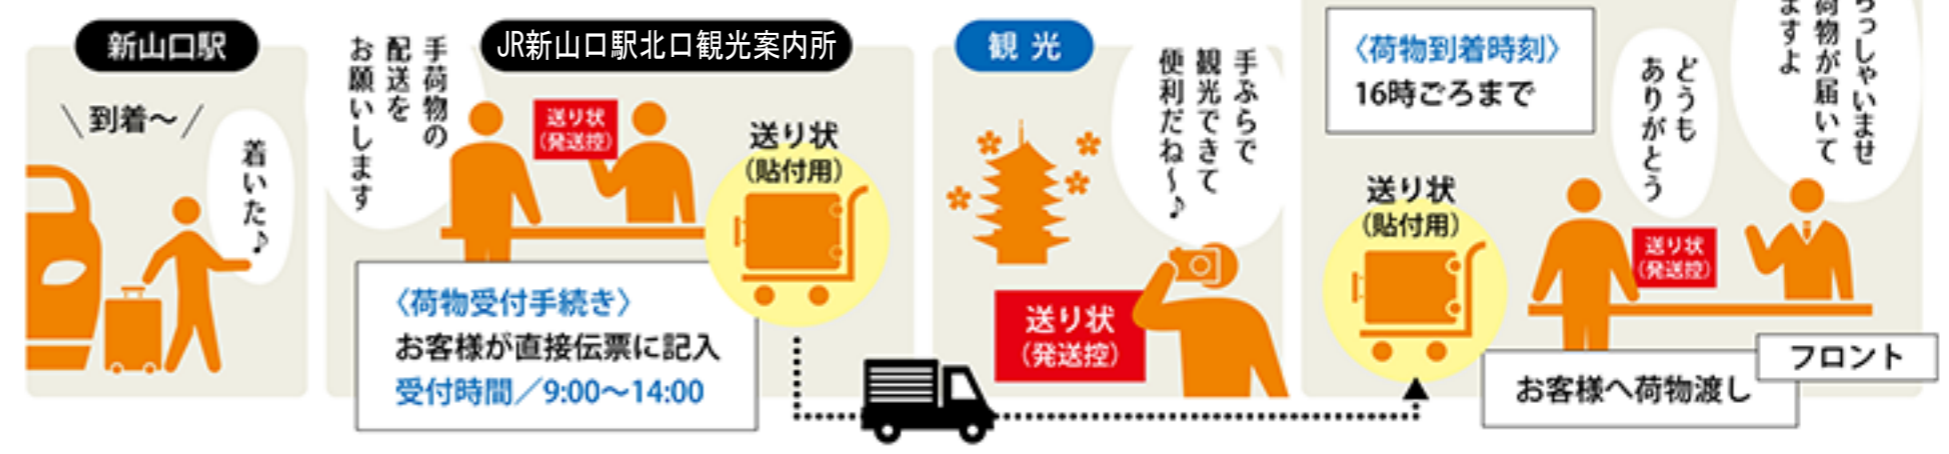 新山口駅
\ 到着～ /
着いた♪
手荷物の
配送を
お願いします
JR新山口駅北口観光案内所
送り状
(発送控)
送り状
(貼付用)
〈荷物受付手続き〉
お客様が直接伝票に記入
受付時間／9:00～14:00
観 光
手ぶらで
観光できて
便利だね～♪
送り状
(発送控)
〈荷物到着時刻〉
16時ごろまで
送り状
(貼付用)
どうも
ありがとう
らっしゃいませ
荷物が届いて
ますよ
送り状
(発送控)
フロント
お客様へ荷物渡し